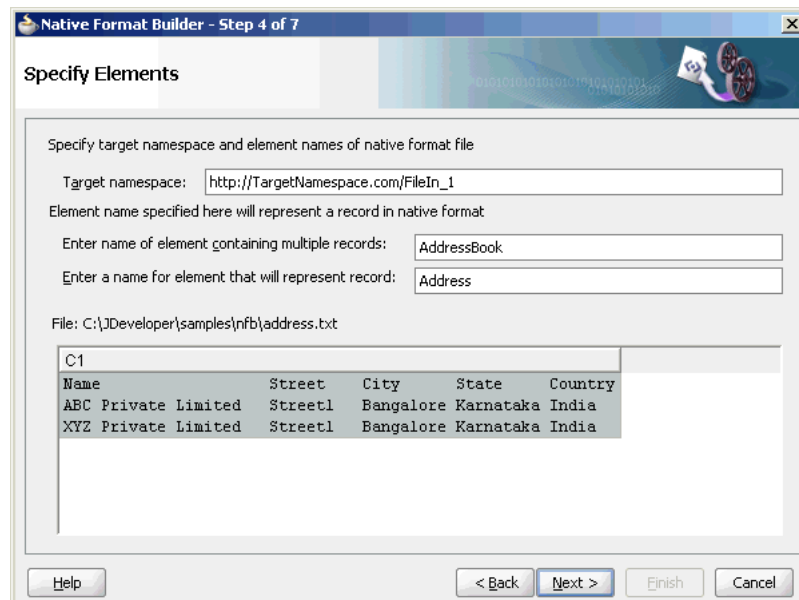 Native Format Builder - Step 4 of 7
Specify Elements
Specify target namespace and element names of native format file
Target namespace: http://TargetNamespace.com/FileIn_1
Element name specified here will represent a record in native format
Enter name of element containing multiple records: AddressBook
Enter a name for element that will represent record: Address
File: C:\JDeveloper\samples\nfb\address.txt
C1
Name Street City State Country
ABC Private Limited Street1 Bangalore Karnataka India
XYZ Private Limited Street1 Bangalore Karnataka India
Help < Back Next > Finish Cancel